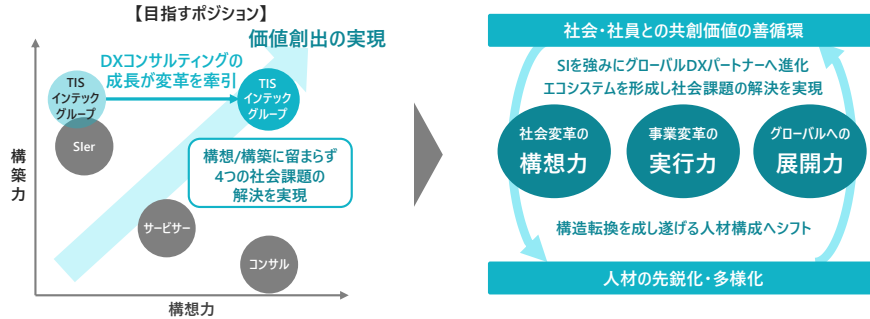 【目指すポジション】
価値創出の実現
DXコンサルティングの
成長が変革を牽引
TIS
インテック
グループ
TIS
インテック
グループ
SIer
構想/構築に留まらず
4つの社会課題の
解決を実現
サービサー
コンサル
構築力
構想力
社会・社員との共創価値の善循環
SIを強みにグローバルDXパートナーへ進化
エコシステムを形成し社会課題の解決を実現
社会変革の
構想力
事業変革の
実行力
グローバルへの
展開力
構造転換を成し遂げる人材構成へシフト
人材の先鋭化・多様化